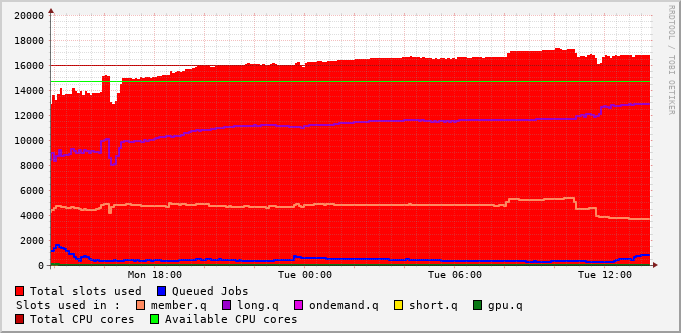 20000
18000
16000
14000
12000
10000
8000
6000
4000
2000
0
Mon 18:00 Tue 00:00 Tue 06:00 Tue 12:00
RRDTOOL / TOBI OETIKER
Total slots used Queued Jobs
Slots used in : member.q long.q ondemand.q short.q gpu.q
Total CPU cores Available CPU cores